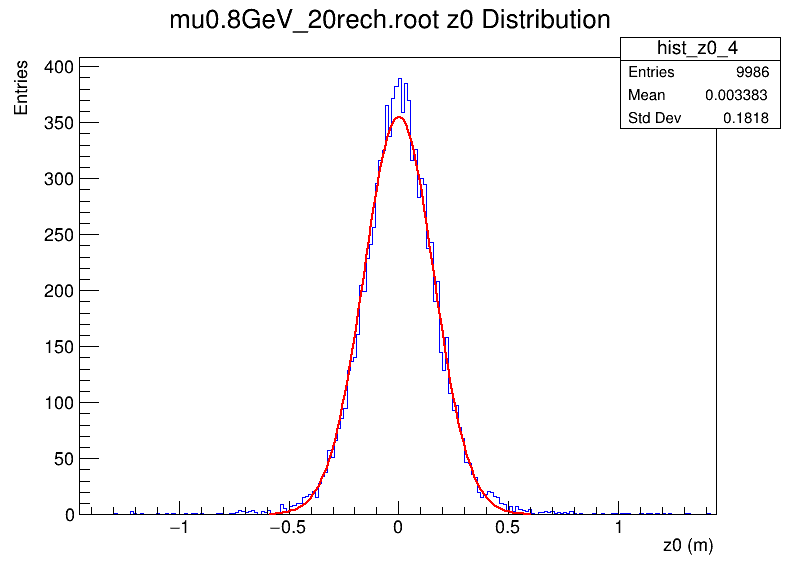 mu0.8GeV_20rech.root z0 Distribution
hist_z0_4
Entries 9986
Mean 0.003383
Std Dev 0.1818
Entries
400
350
300
250
200
150
100
50
0
−1 −0.5 0 0.5 1
z0 (m)